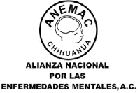 ANEMAC
CHIHUAHUA
ALIANZA NACIONAL
POR LAS
ENFERMEDADES MENTALES, A.C.